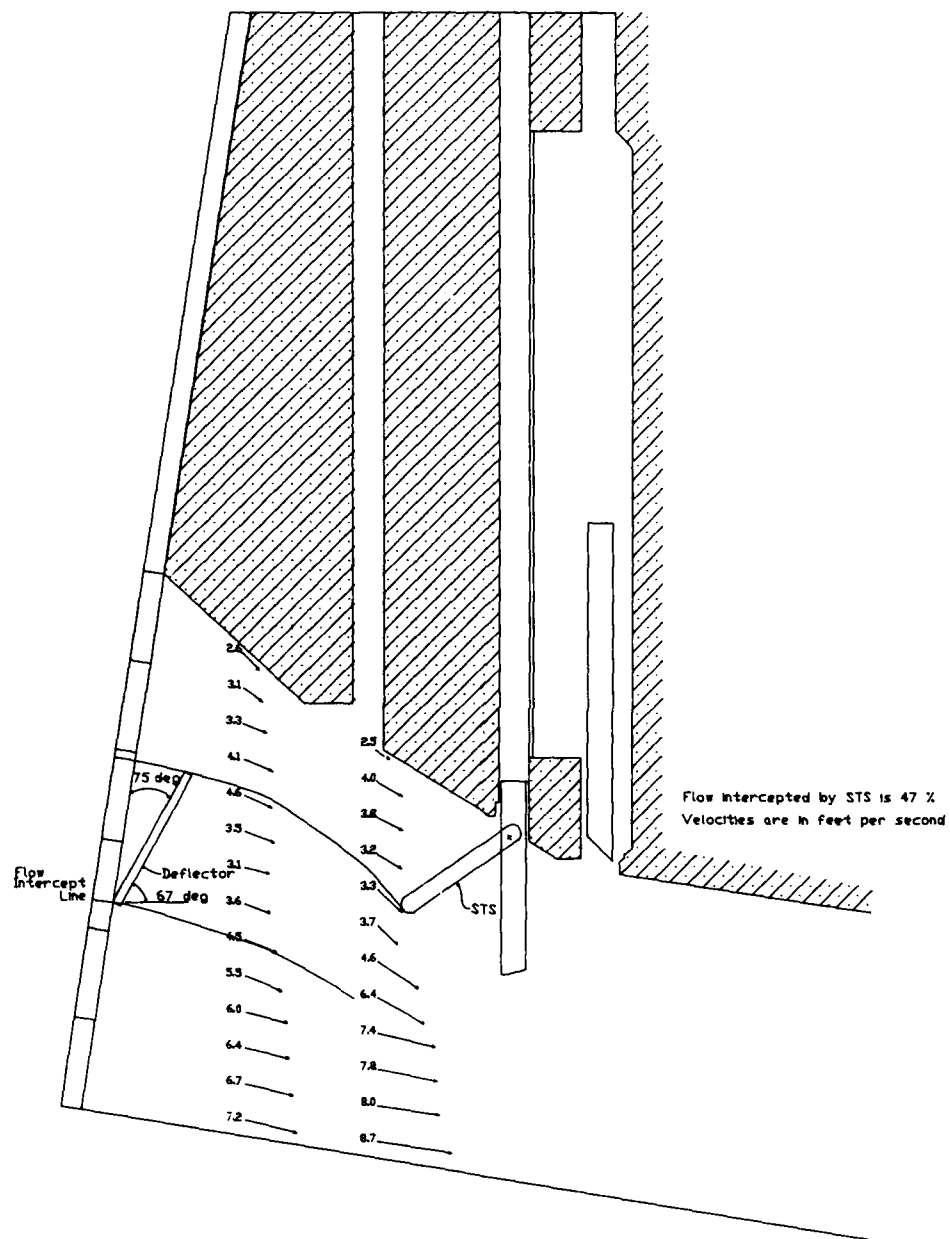 2.6
3.1
3.3
4.1
4.6
3.5
3.1
3.6
4.5
5.5
6.0
6.4
6.7
7.2
2.5
4.0
3.8
3.2
3.3
3.7
4.6
6.4
7.4
7.8
8.0
8.7
75 deg
Deflector
67 deg
Flow
Intercept
Line
STS
Flow intercepted by STS is 47 %
Velocities are in feet per second